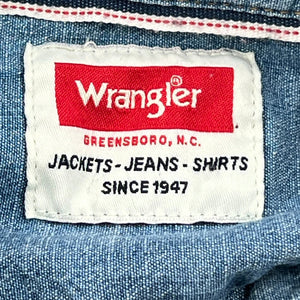 Wrangler®
GREENSBORO, N.C.
JACKETS-JEANS-SHIRTS
SINCE 1947